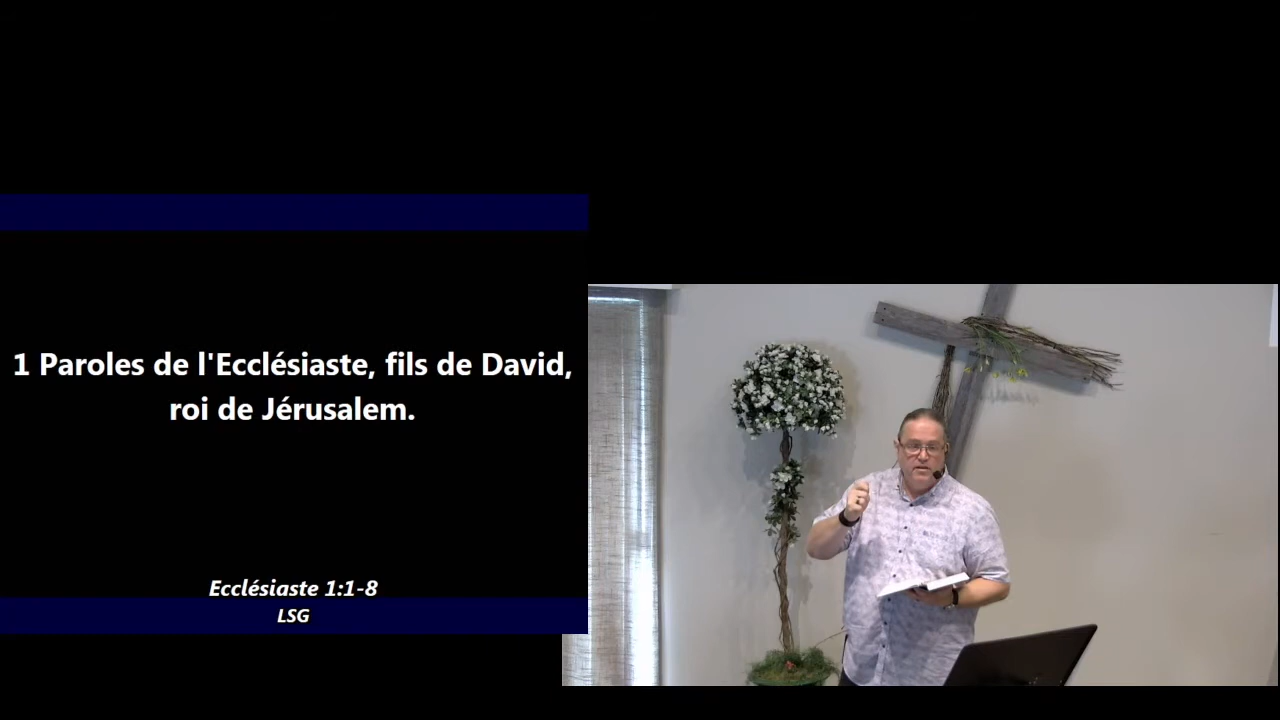 1 Paroles de l'Ecclésiaste, fils de David,
roi de Jérusalem.
Ecclésiaste 1:1-8
LSG